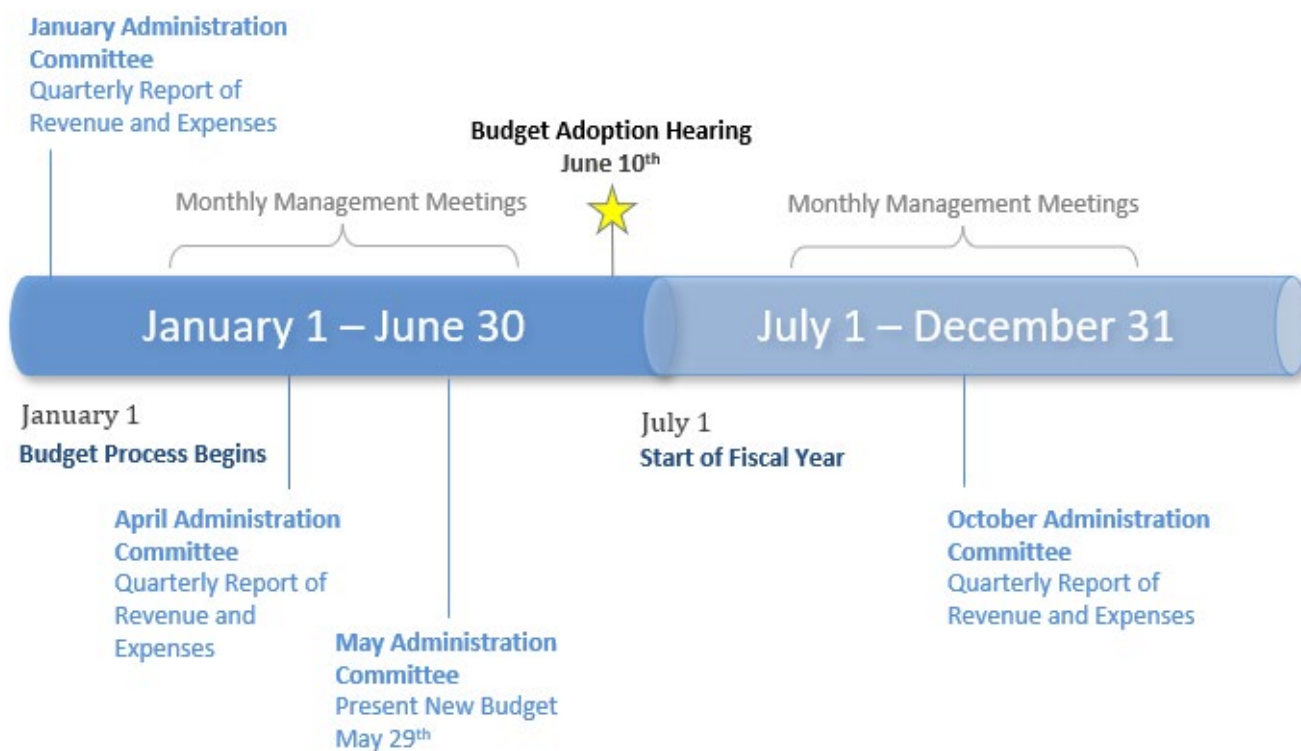 January Administration
Committee
Quarterly Report of
Revenue and Expenses
Budget Adoption Hearing
June 10th
Monthly Management Meetings
Monthly Management Meetings
January 1 – June 30
July 1 – December 31
January 1
Budget Process Begins
July 1
Start of Fiscal Year
April Administration
Committee
Quarterly Report of
Revenue and
Expenses
May Administration
Committee
Present New Budget
May 29th
October Administration
Committee
Quarterly Report of
Revenue and Expenses